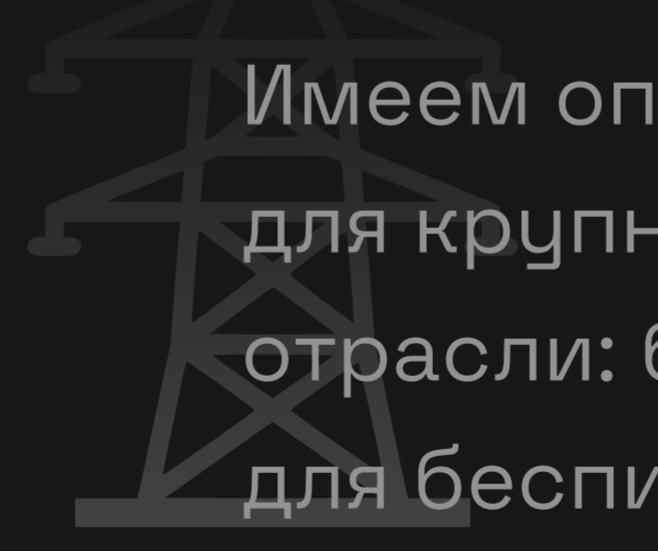 Имеем оп
для крупн
отрасли: б
для беспи